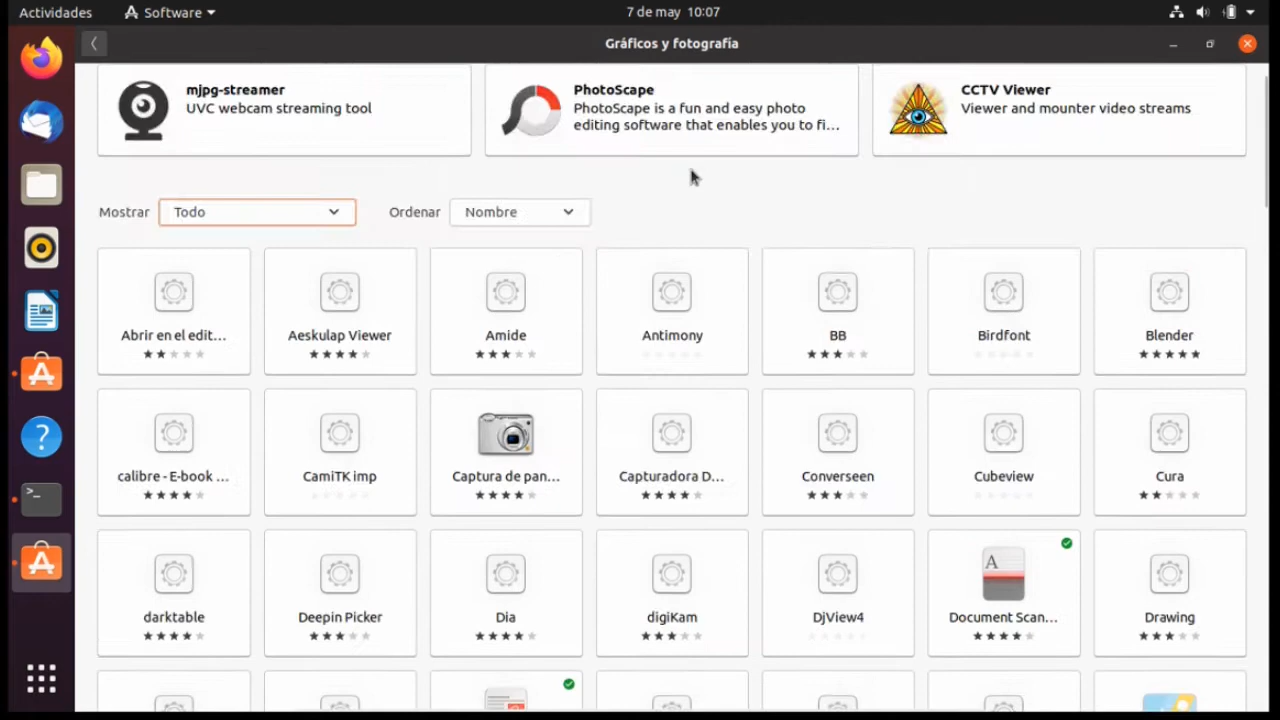 Actividades
Software
7 de may 10:07
Gráficos y fotografía
mjpg-streamer
UVC webcam streaming tool
PhotoScape
PhotoScape is a fun and easy photo
editing software that enables you to fi...
CCTV Viewer
Viewer and mounter video streams
Mostrar
Todo
Ordenar
Nombre
Abrir en el edit...
Aeskulap Viewer
Amide
Antimony
BB
Birdfont
Blender
calibre - E-book ...
CamiTK imp
Captura de pan...
Capturadora D...
Converseen
Cubeview
Cura
darktable
Deepin Picker
Dia
digiKam
DjView4
Document Scan...
Drawing